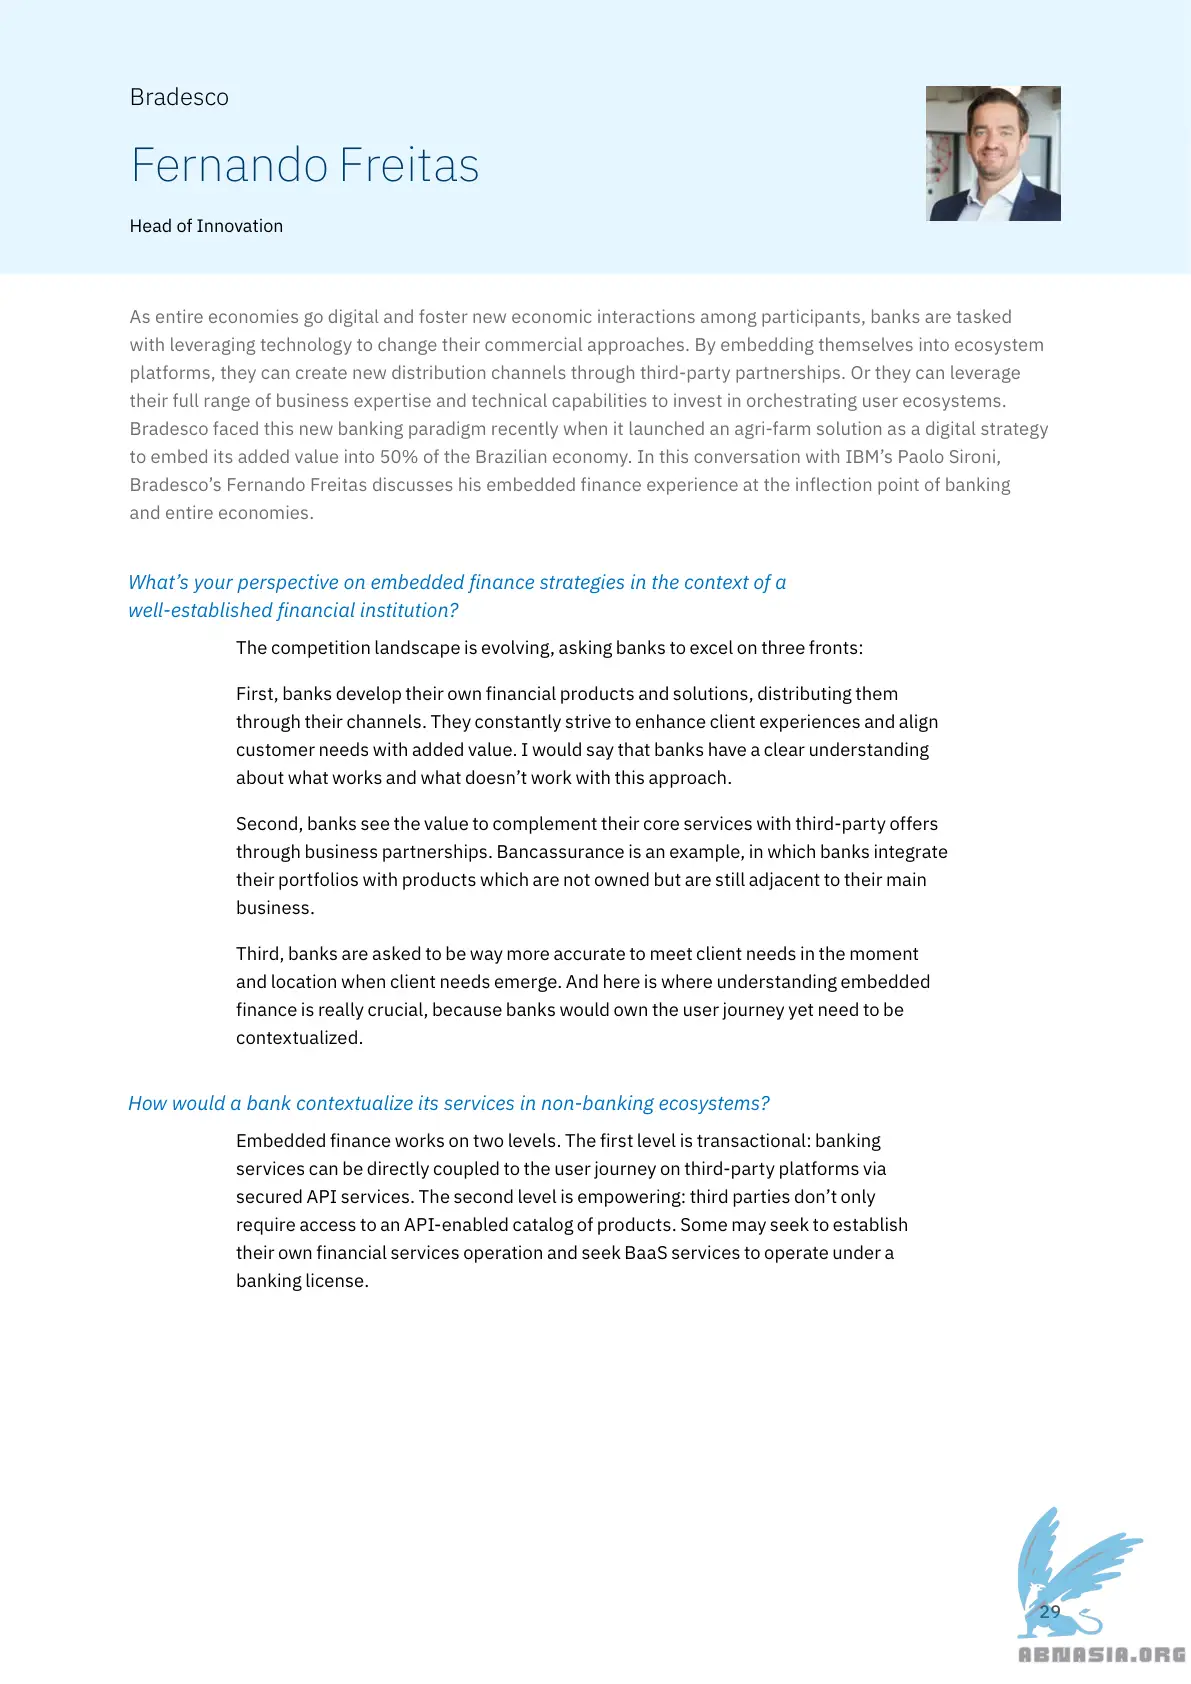 Bradesco
Fernando Freitas
Head of Innovation
As entire economies go digital and foster new economic interactions among participants, banks are tasked
with leveraging technology to change their commercial approaches. By embedding themselves into ecosystem
platforms, they can create new distribution channels through third-party partnerships. Or they can leverage
their full range of business expertise and technical capabilities to invest in orchestrating user ecosystems.
Bradesco faced this new banking paradigm recently when it launched an agri-farm solution as a digital strategy
to embed its added value into 50% of the Brazilian economy. In this conversation with IBM’s Paolo Sironi,
Bradesco’s Fernando Freitas discusses his embedded finance experience at the inflection point of banking
and entire economies.
What’s your perspective on embedded finance strategies in the context of a
well-established financial institution?
The competition landscape is evolving, asking banks to excel on three fronts:
First, banks develop their own financial products and solutions, distributing them
through their channels. They constantly strive to enhance client experiences and align
customer needs with added value. I would say that banks have a clear understanding
about what works and what doesn’t work with this approach.
Second, banks see the value to complement their core services with third-party offers
through business partnerships. Bancassurance is an example, in which banks integrate
their portfolios with products which are not owned but are still adjacent to their main
business.
Third, banks are asked to be way more accurate to meet client needs in the moment
and location when client needs emerge. And here is where understanding embedded
finance is really crucial, because banks would own the user journey yet need to be
contextualized.
How would a bank contextualize its services in non-banking ecosystems?
Embedded finance works on two levels. The first level is transactional: banking
services can be directly coupled to the user journey on third-party platforms via
secured API services. The second level is empowering: third parties don’t only
require access to an API-enabled catalog of products. Some may seek to establish
their own financial services operation and seek BaaS services to operate under a
banking license.
29
ABNASIA.ORG